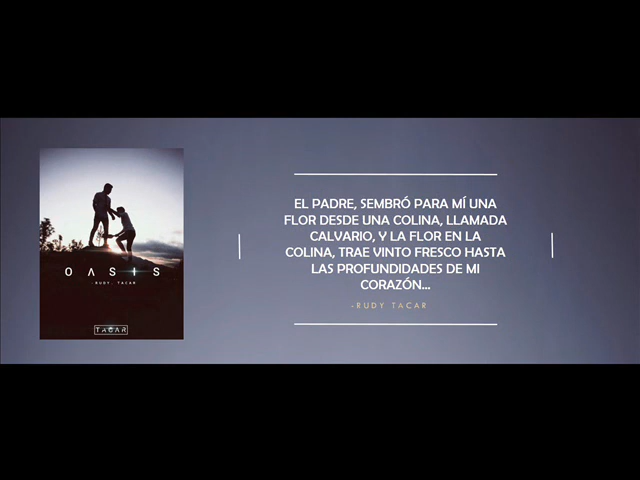 OASIS
RUDY. TACAR
TACAR
EL PADRE, SEMBRÓ PARA MÍ UNA
FLOR DESDE UNA COLINA, LLAMADA
CALVARIO, Y LA FLOR EN LA
COLINA, TRAE VINTO FRESCO HASTA
LAS PROFUNDIDADES DE MI
CORAZÓN...
-RUDY TACAR